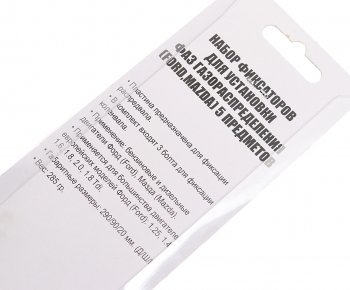 НАБОР ФИКСАТОРОВ
ДЛЯ УСТАНОВКИ
ФАЗ ГАЗОРАСПРЕДЕЛЕНИЯ
(FORD,MAZDA) 5 ПРЕДМЕТОВ
• Пластина предназначена для фиксации
распредвала.
• В комплект входят 3 болта для фиксации
коленвала.
• Применение: бензиновые и дизельные
двигатели Форд (Ford), Mazda (Mazda).
• Применяется для большинства двигателей
европейских моделей Форд (Ford): 1.25, 1.4
1.6, 1.8, 2.0, 1.8 Tdi.
• Габаритные размеры: 290/90/20 мм. (Д/Ш/
• Вес: 285 гр.